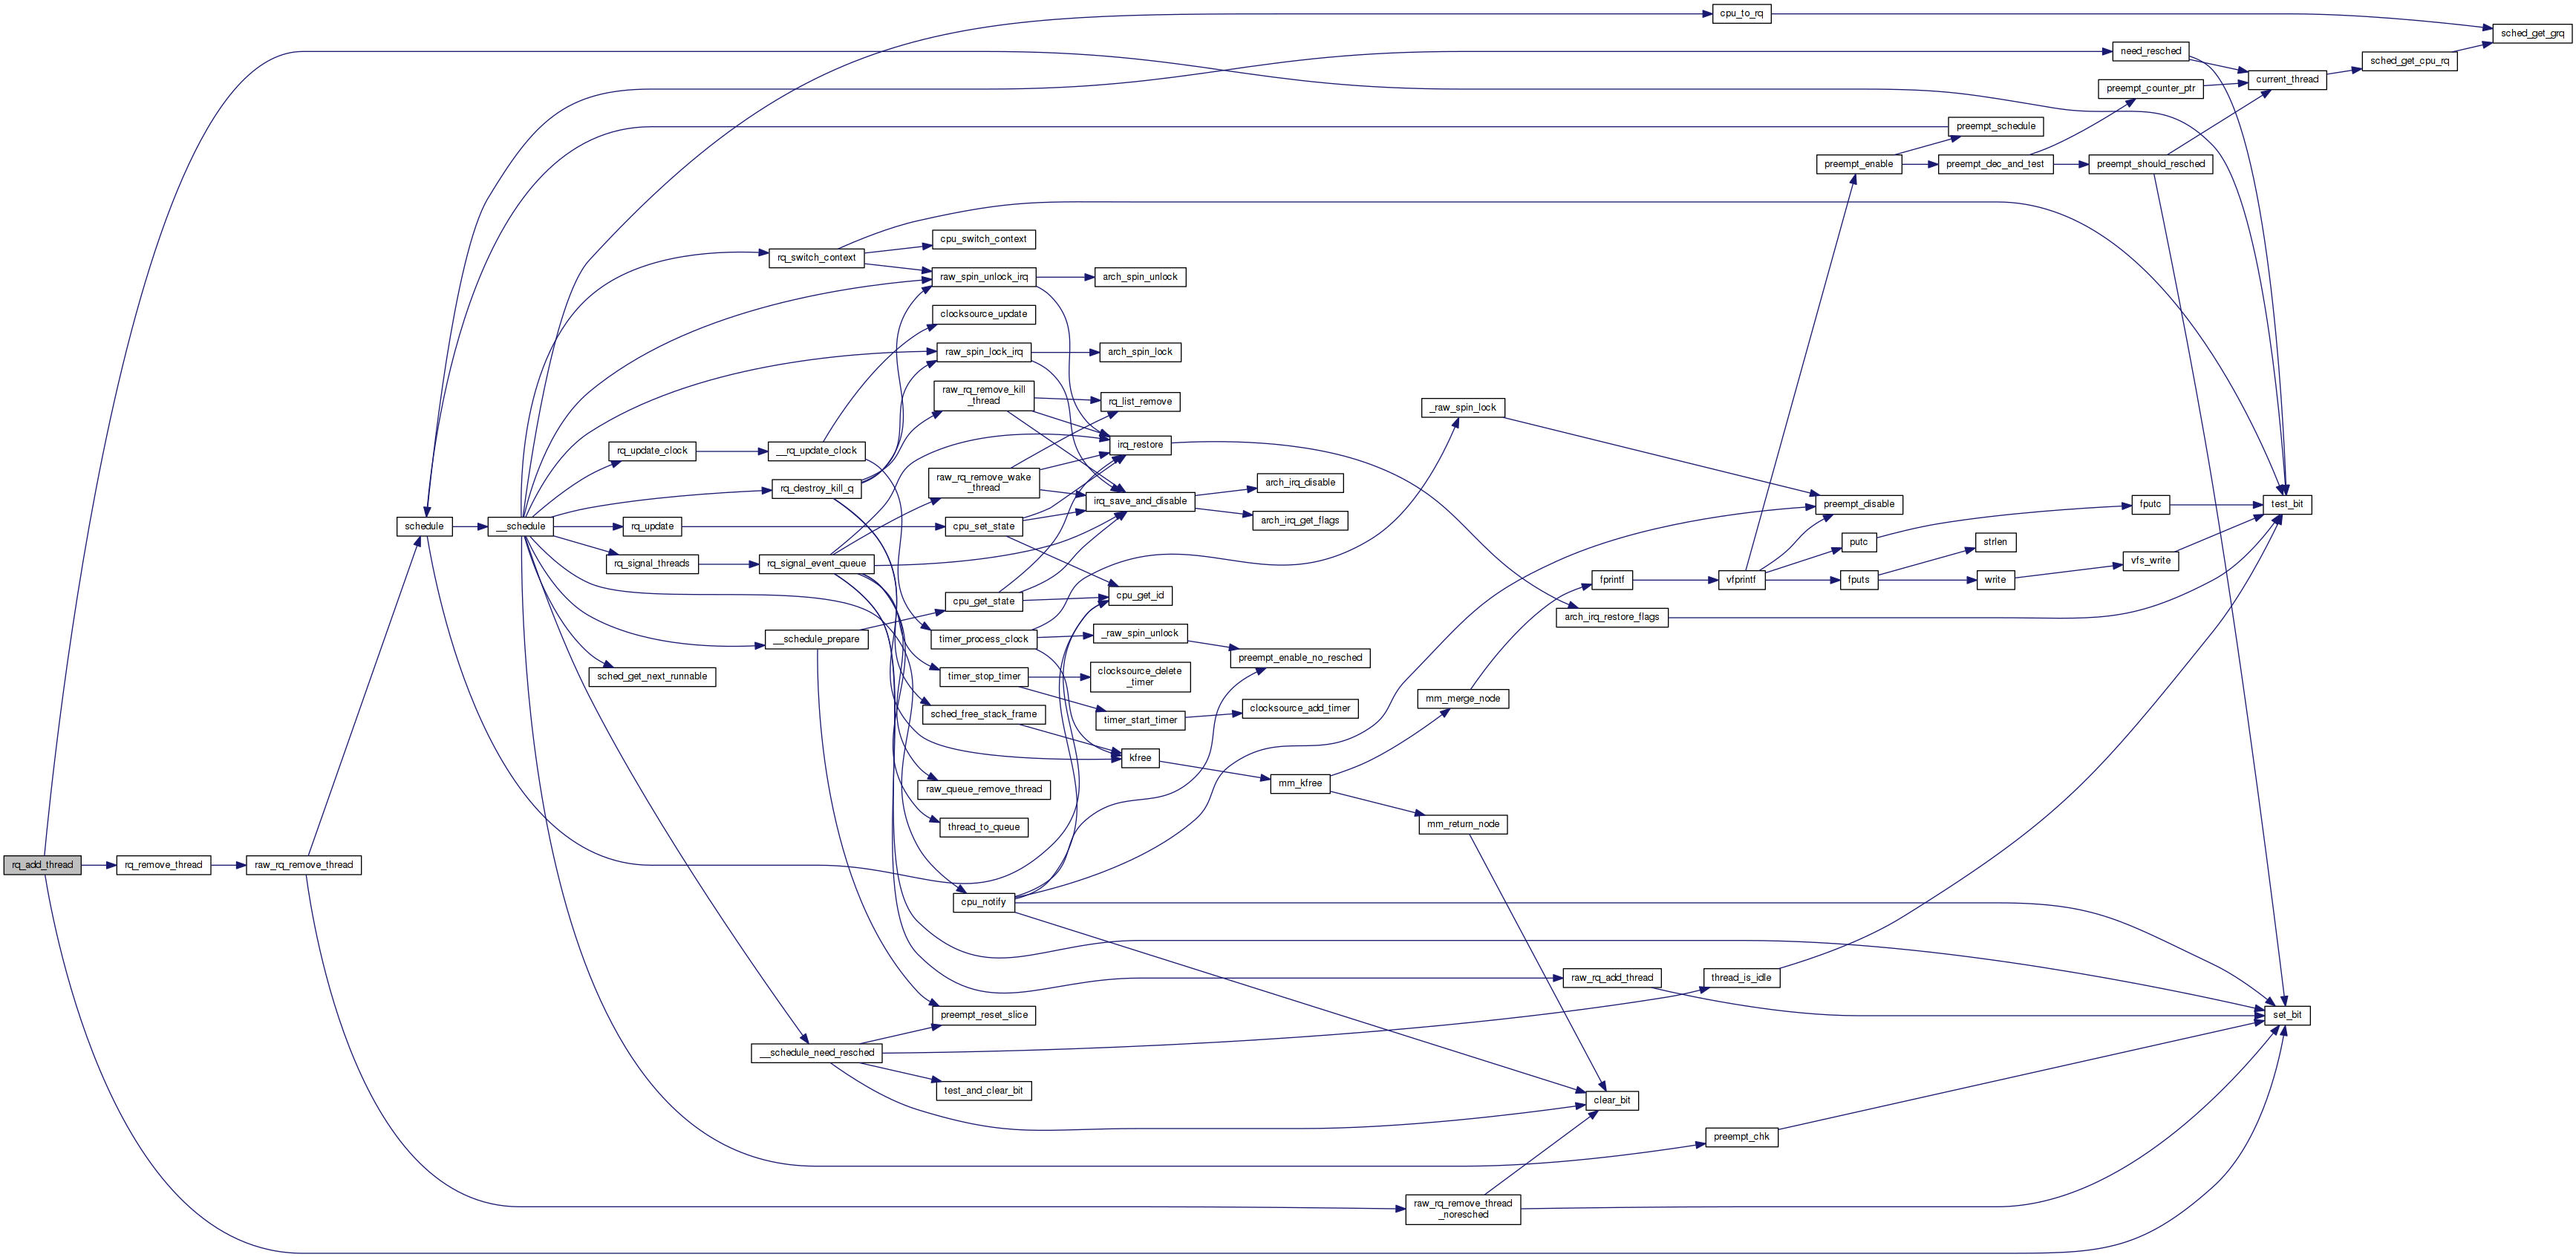 cpu_to_rq
sched_get_grq
need_resched
sched_get_cpu_rq
current_thread
preempt_counter_ptr
preempt_schedule
preempt_enable
preempt_dec_and_test
preempt_should_resched
cpu_switch_context
rq_switch_context
raw_spin_unlock_irq
arch_spin_unlock
clocksource_update
raw_spin_lock_irq
arch_spin_lock
raw_rq_remove_kill
_thread
rq_list_remove
_raw_spin_lock
irq_restore
rq_update_clock
__rq_update_clock
raw_rq_remove_wake
_thread
arch_irq_disable
rq_destroy_kill_q
irq_save_and_disable
preempt_disable
fputc
test_bit
arch_irq_get_flags
schedule
__schedule
rq_update
cpu_set_state
putc
strlen
rq_signal_threads
rq_signal_event_queue
vfs_write
fprintf
vfprintf
fputs
write
cpu_get_state
cpu_get_id
arch_irq_restore_flags
__schedule_prepare
timer_process_clock
_raw_spin_unlock
preempt_enable_no_resched
sched_get_next_runnable
timer_stop_timer
clocksource_delete
_timer
mm_merge_node
sched_free_stack_frame
timer_start_timer
clocksource_add_timer
kfree
mm_kfree
raw_queue_remove_thread
thread_to_queue
mm_return_node
rq_add_thread
rq_remove_thread
raw_rq_remove_thread
cpu_notify
raw_rq_add_thread
thread_is_idle
preempt_reset_slice
set_bit
__schedule_need_resched
test_and_clear_bit
clear_bit
preempt_chk
raw_rq_remove_thread
_noresched